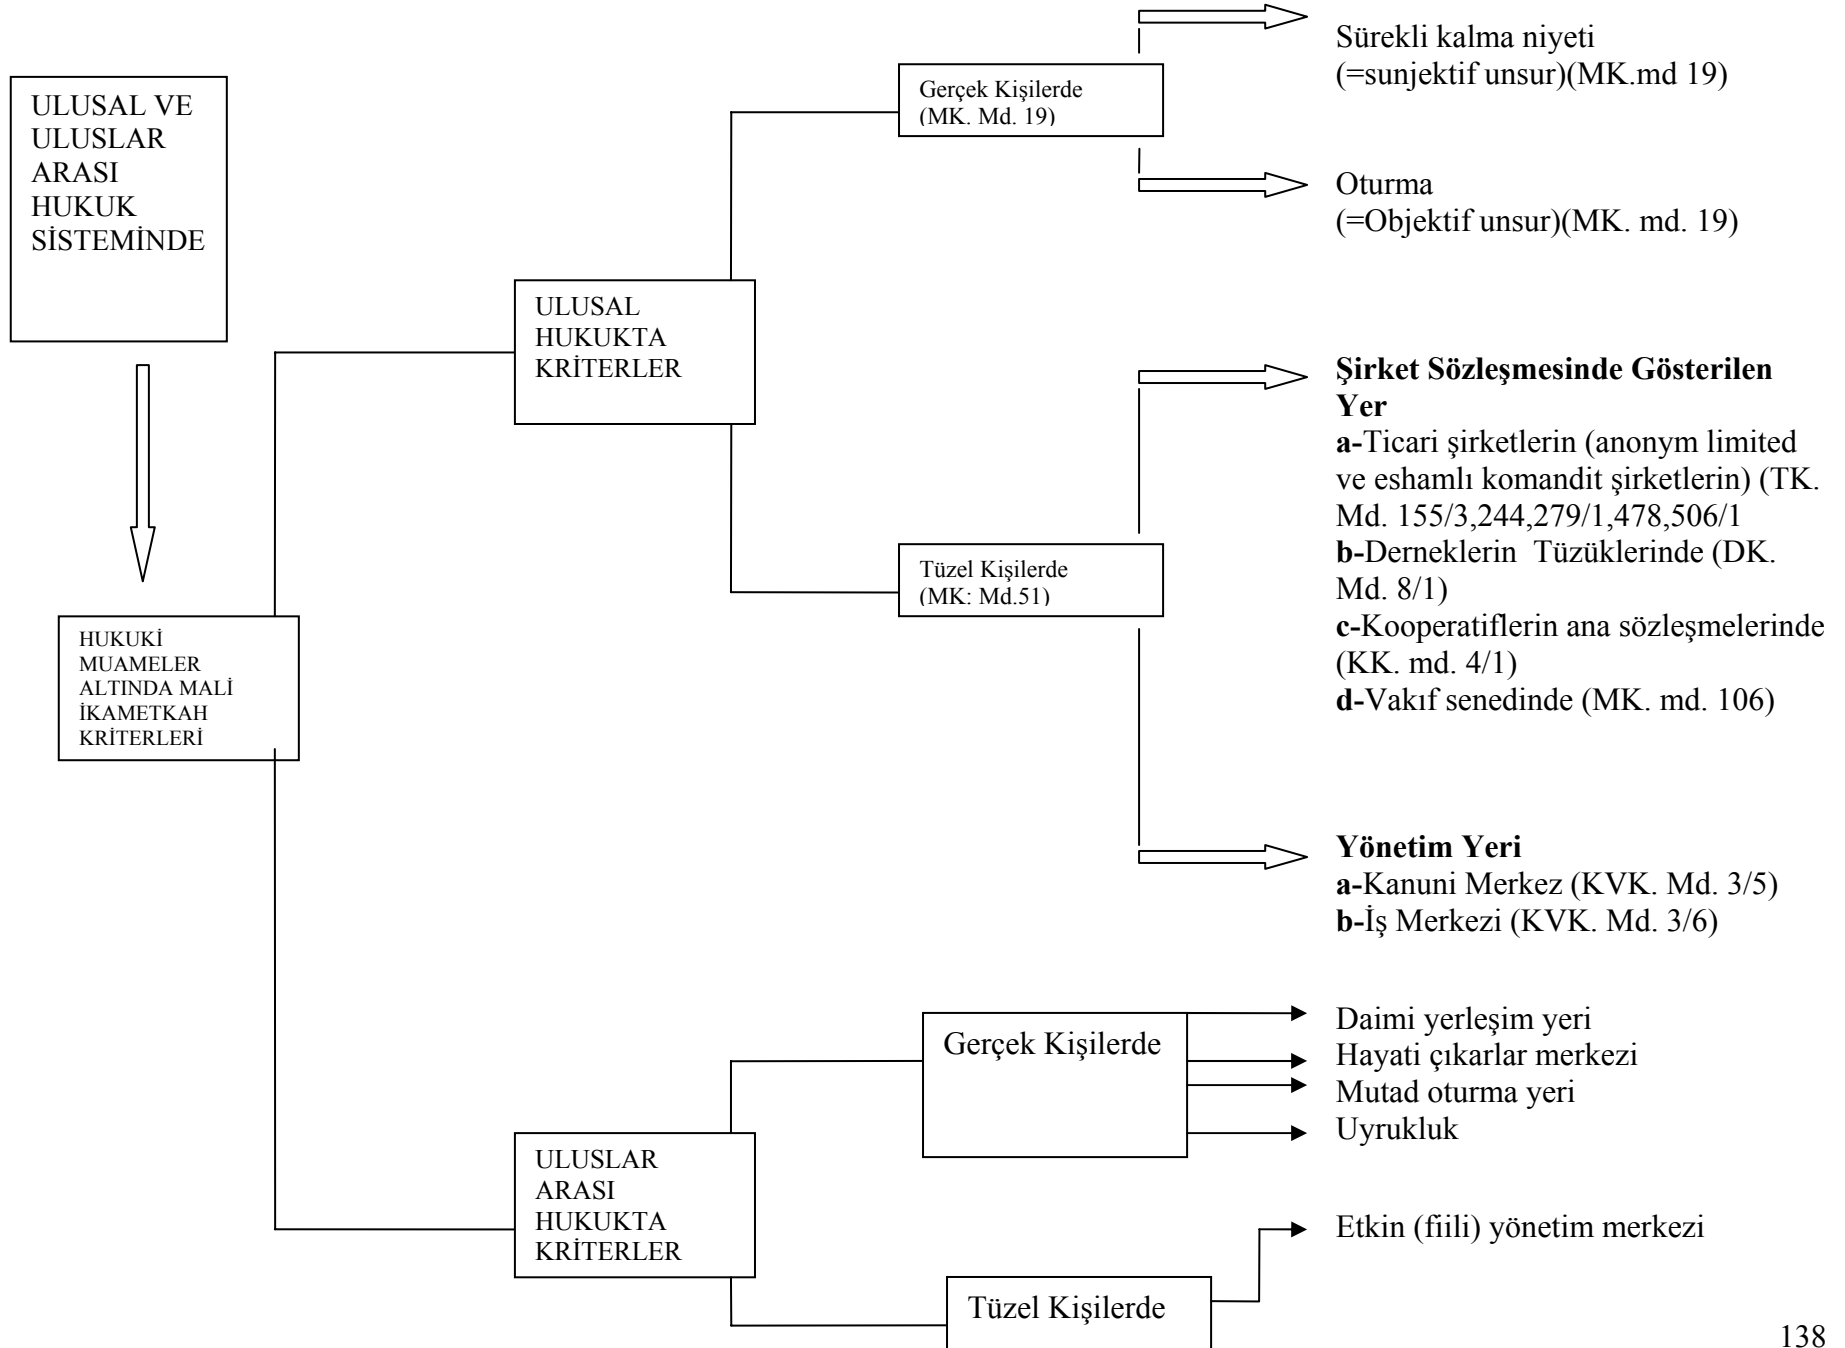 ULUSAL VE
ULUSLAR
ARASI
HUKUK
SİSTEMİNDE
HUKUKİ
MUAMELER
ALTINDA MALİ
İKAMETKAH
KRİTERLERİ
ULUSAL
HUKUKTA
KRİTERLER
Gerçek Kişilerde
(MK. Md. 19)
Sürekli kalma niyeti
(=sunjektif unsur)(MK.md 19)
Oturma
(=Objektif unsur)(MK. md. 19)
Tüzel Kişilerde
(MK: Md.51)
Şirket Sözleşmesinde Gösterilen
Yer
a-Ticari şirketlerin (anonym limited
ve eshamlı komandit şirketlerin) (TK.
Md. 155/3,244,279/1,478,506/1
b-Derneklerin Tüzüklerinde (DK.
Md. 8/1)
c-Kooperatiflerin ana sözleşmelerinde
(KK. md. 4/1)
d-Vakıf senedinde (MK. md. 106)
Yönetim Yeri
a-Kanuni Merkez (KVK. Md. 3/5)
b-İş Merkezi (KVK. Md. 3/6)
ULUSLAR
ARASI
HUKUKTA
KRİTERLER
Gerçek Kişilerde
Daimi yerleşim yeri
Hayati çıkarlar merkezi
Mutad oturma yeri
Uyrukluk
Tüzel Kişilerde
Etkin (fiili) yönetim merkezi
138